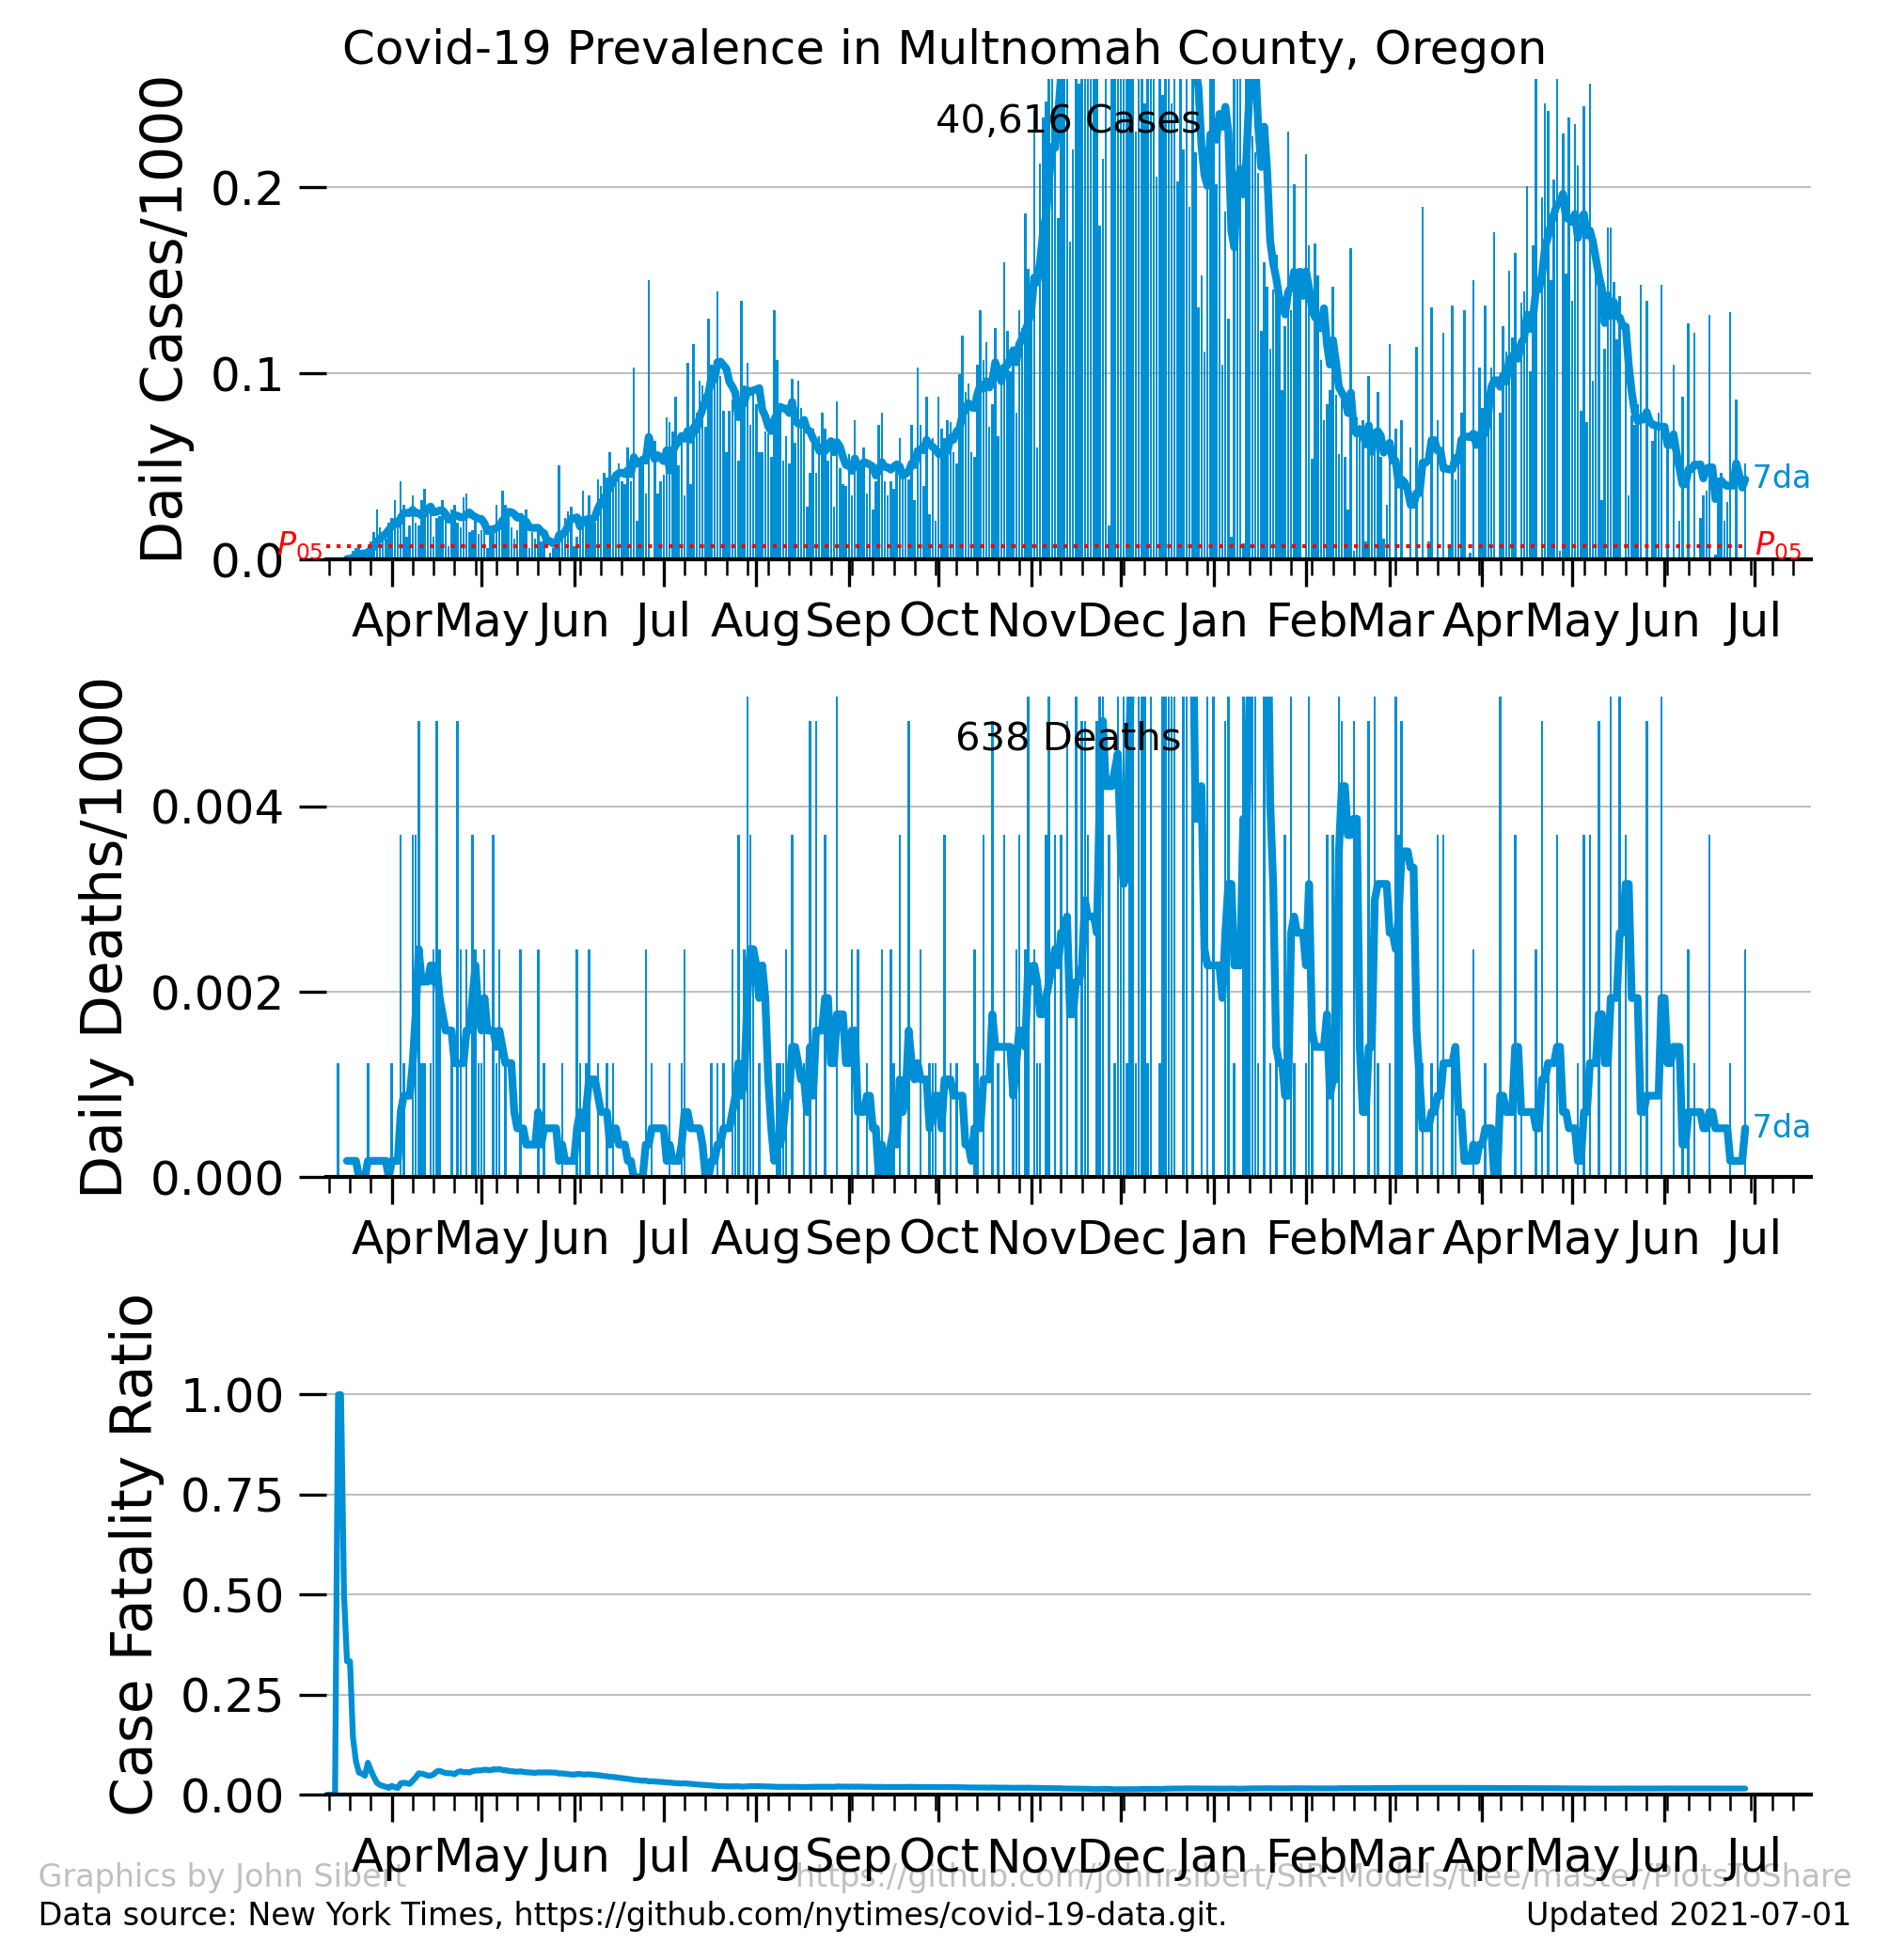 Covid-19 Prevalence in Multnomah County, Oregon
Daily Cases/1000
40,616 Cases
0.2
0.1
0.0
P05
7da
P05
Apr May Jun Jul Aug Sep Oct Nov Dec Jan Feb Mar Apr May Jun Jul
Daily Deaths/1000
638 Deaths
0.004
0.002
0.000
7da
Apr May Jun Jul Aug Sep Oct Nov Dec Jan Feb Mar Apr May Jun Jul
Case Fatality Ratio
1.00
0.75
0.50
0.25
0.00
Apr May Jun Jul Aug Sep Oct Nov Dec Jan Feb Mar Apr May Jun Jul
Graphics by John Sibert https://github.com/johnrsibert/SIR-Models/tree/master/PlotsToShare
Data source: New York Times, https://github.com/nytimes/covid-19-data.git. Updated 2021-07-01